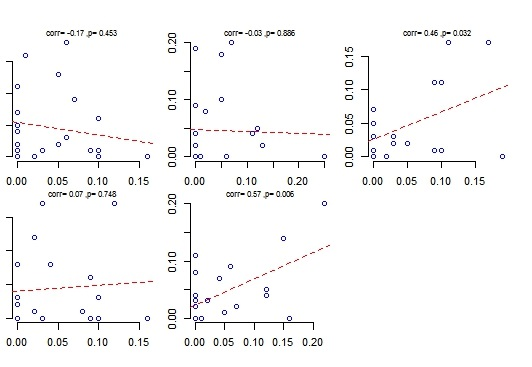 corr= -0.17 ,p= 0.453
corr= -0.03 ,p= 0.886
corr= 0.46 ,p= 0.032
0.20
0.10
0.00
0.15
0.10
0.05
0.00
0.00 0.05 0.10 0.15
0.00 0.10 0.20
0.00 0.05 0.10 0.15
corr= 0.07 ,p= 0.748
corr= 0.57 ,p= 0.006
0.20
0.10
0.00
0.00 0.05 0.10 0.15
0.00 0.05 0.10 0.15 0.20